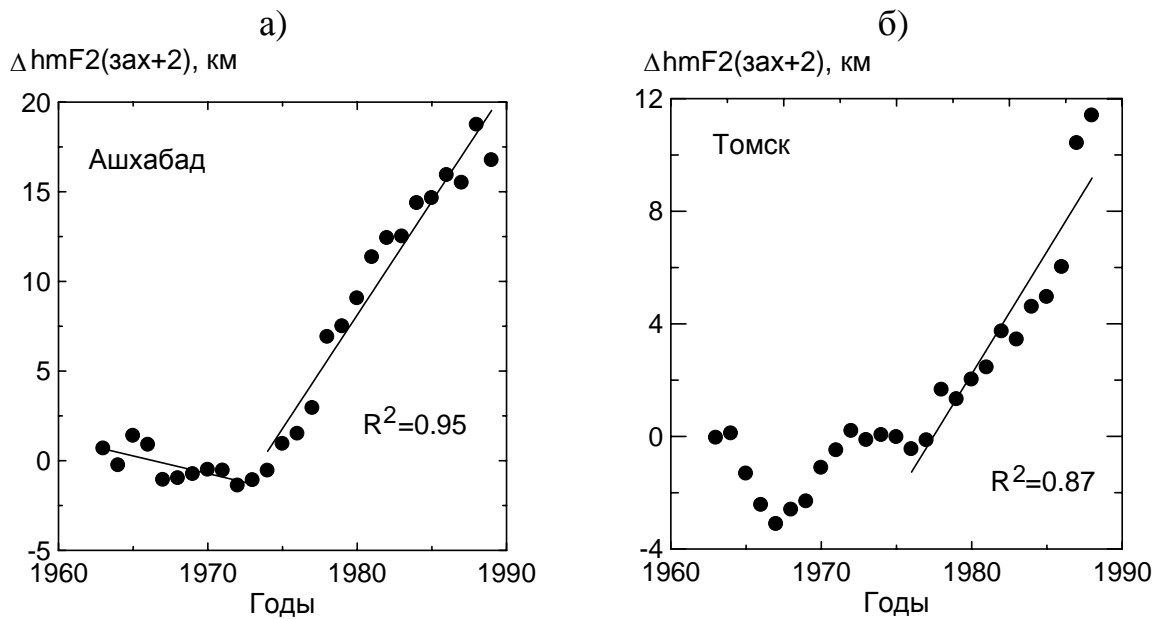 а)
ΔhmF2(зах+2), км
20
15
10
5
0
-5
Ашхабад
R²=0.95
1960
1970
1980
1990
Годы
б)
ΔhmF2(зах+2), км
12
8
4
0
-4
Томск
R²=0.87
1960
1970
1980
1990
Годы